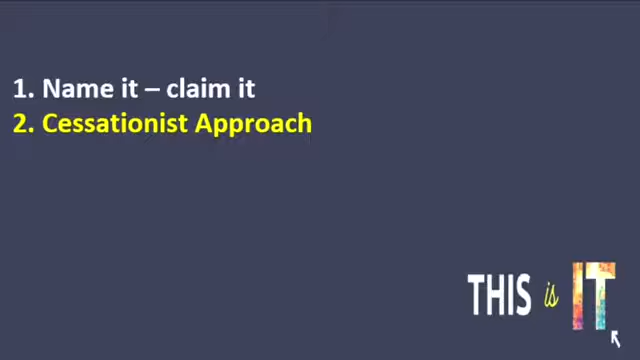 1. Name it – claim it
2. Cessationist Approach
THIS is IT